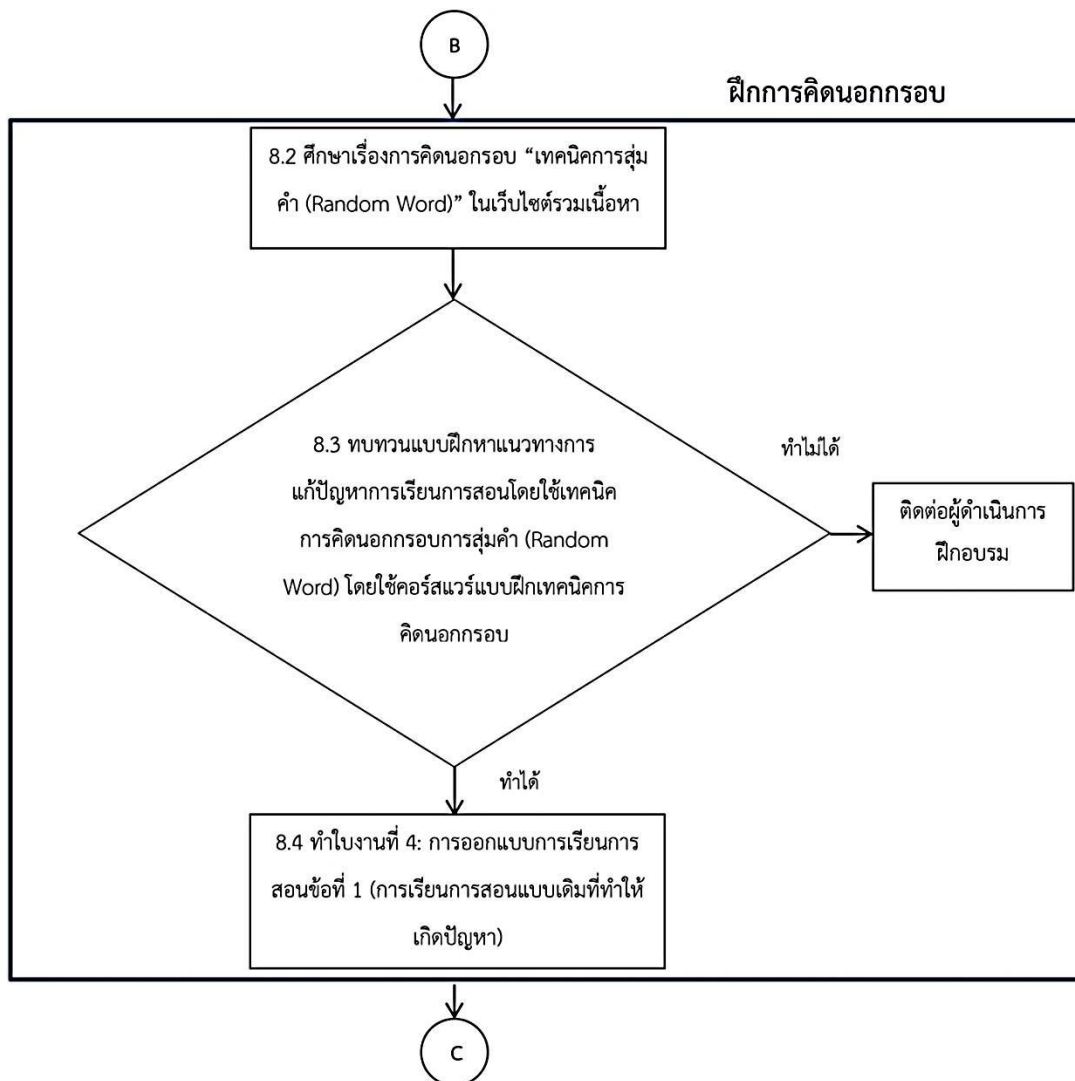 B
ฝึกการคิดนอกกรอบ
8.2 ศึกษาเรื่องการคิดนอกรอบ “เทคนิคการสุ่ม
คำ (Random Word)” ในเว็บไซต์รวมเนื้อหา
8.3 ทบทวนแบบฝึกหาแนวทางการ
แก้ปัญหาการเรียนการสอนโดยใช้เทคนิค
การคิดนอกกรอบการสุ่มคำ (Random
Word) โดยใช้คอร์สแวร์แบบฝึกเทคนิคการ
คิดนอกกรอบ
ทำไม่ได้
ติดต่อผู้ดำเนินการ
ฝึกอบรม
ทำได้
8.4 ทำใบงานที่ 4: การออกแบบการเรียนการ
สอนข้อที่ 1 (การเรียนการสอนแบบเดิมที่ทำให้
เกิดปัญหา)
C